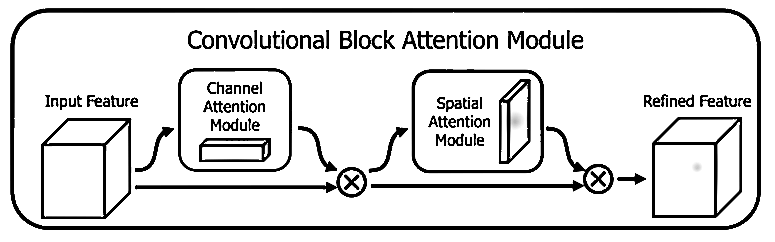 Convolutional Block Attention Module
Input Feature
Channel
Attention
Module
Spatial
Attention
Module
Refined Feature